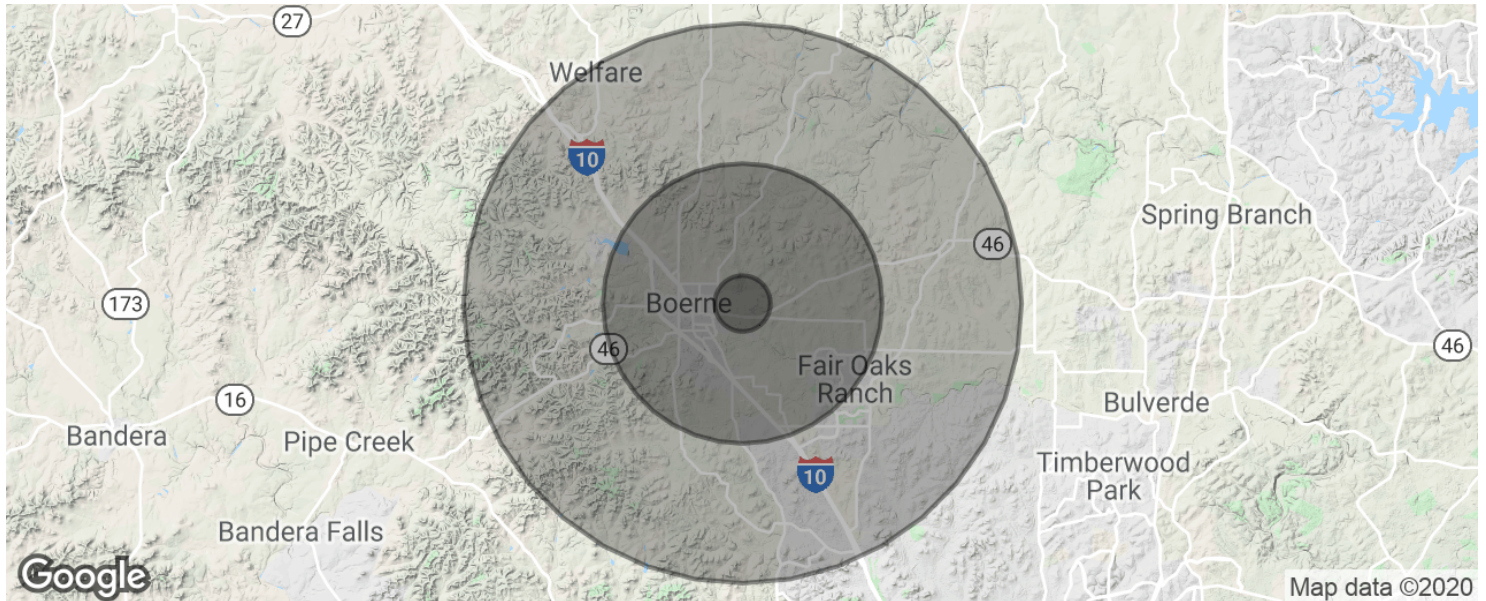 27
Welfare
10
Spring Branch
46
173
Boerne
46
46
Fair Oaks
Ranch
16
Bulverde
Bandera
Pipe Creek
Timberwood
Park
10
Bandera Falls
Google
Map data ©2020